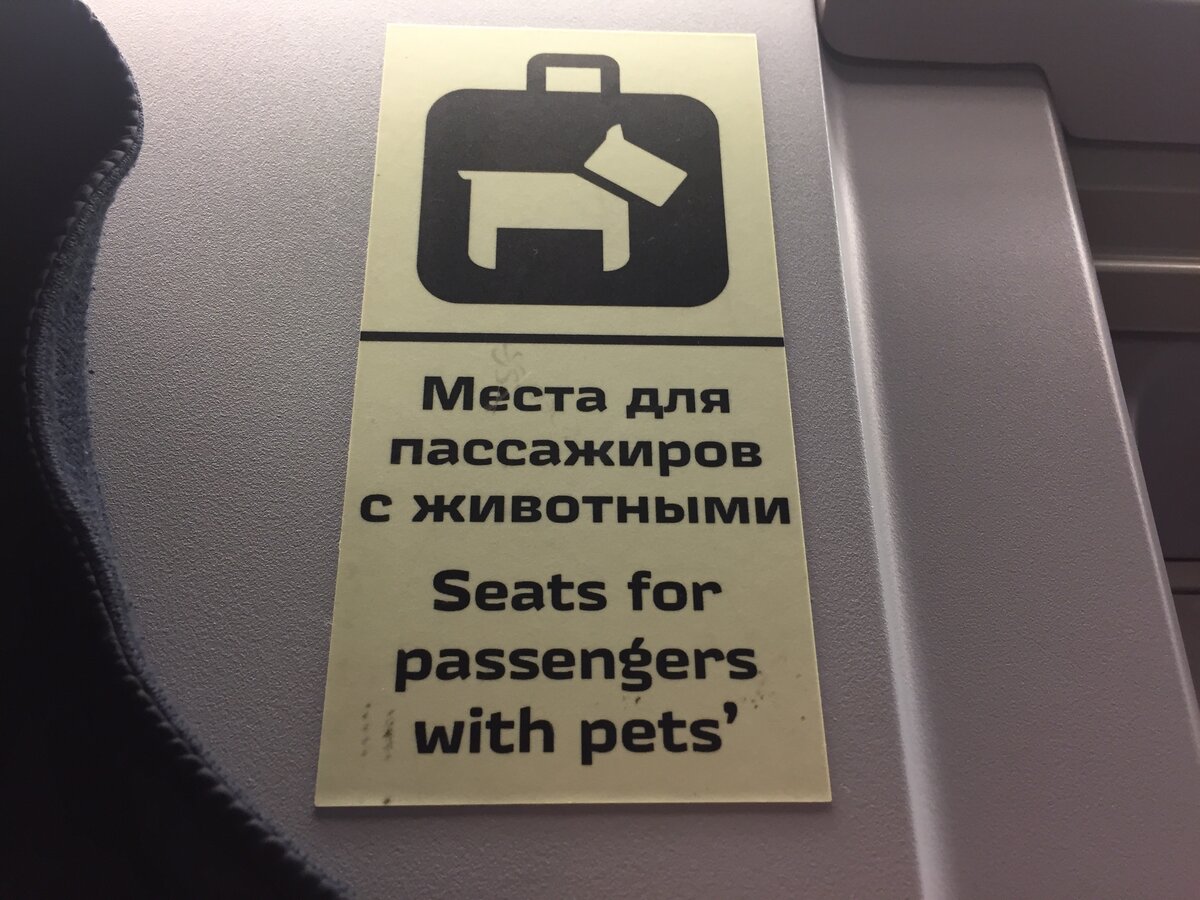 Места для
пассажиров
с животными
Seats for
passengers
with pets’